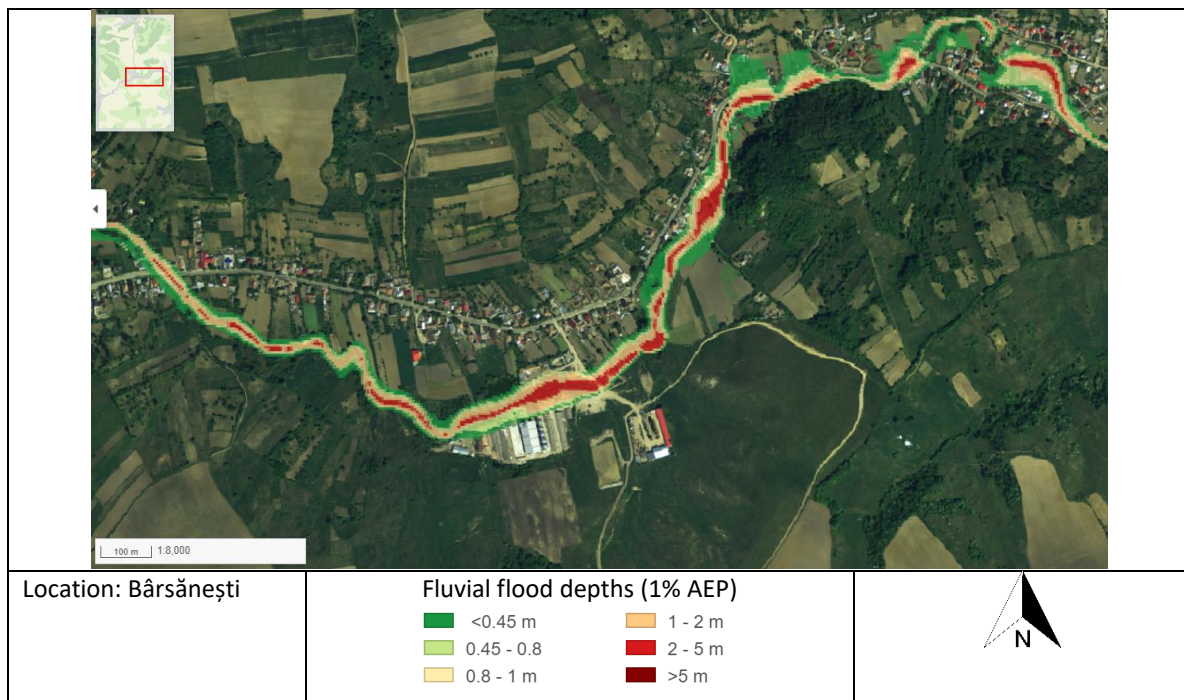 100 m 1:8,000
Location: Bârsănești
Fluvial flood depths (1% AEP)
<0.45 m
0.45 - 0.8
0.8 - 1 m
1 - 2 m
2 - 5 m
>5 m
N